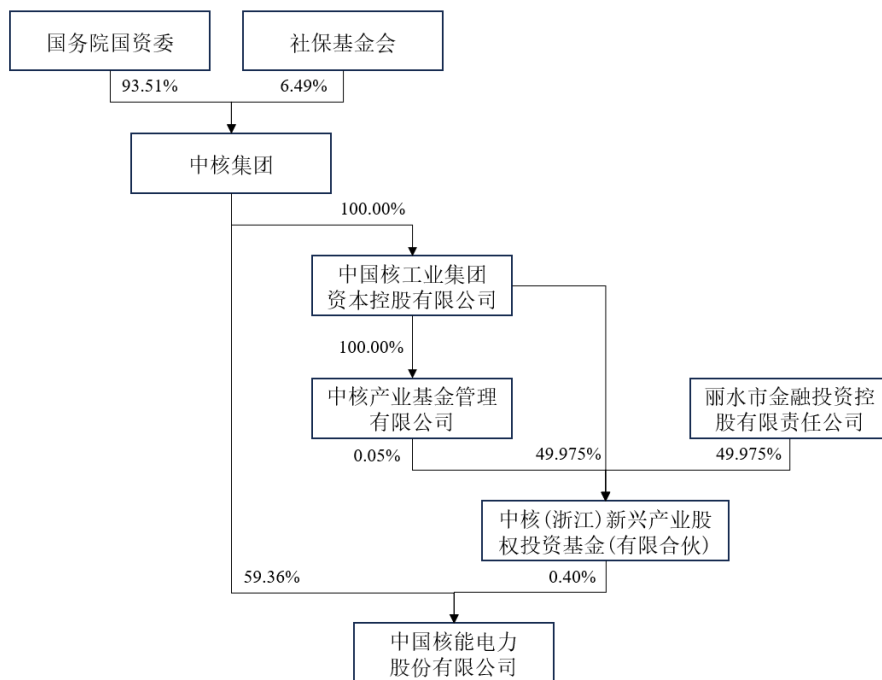 国务院国资委
社保基金会
93.51%
6.49%
中核集团
100.00%
中国核工业集团
资本控股有限公司
100.00%
中核产业基金管理
有限公司
丽水市金融投资控
股有限责任公司
0.05%
49.975%
49.975%
中核(浙江)新兴产业股
权投资基金(有限合伙)
59.36%
0.40%
中国核能电力
股份有限公司